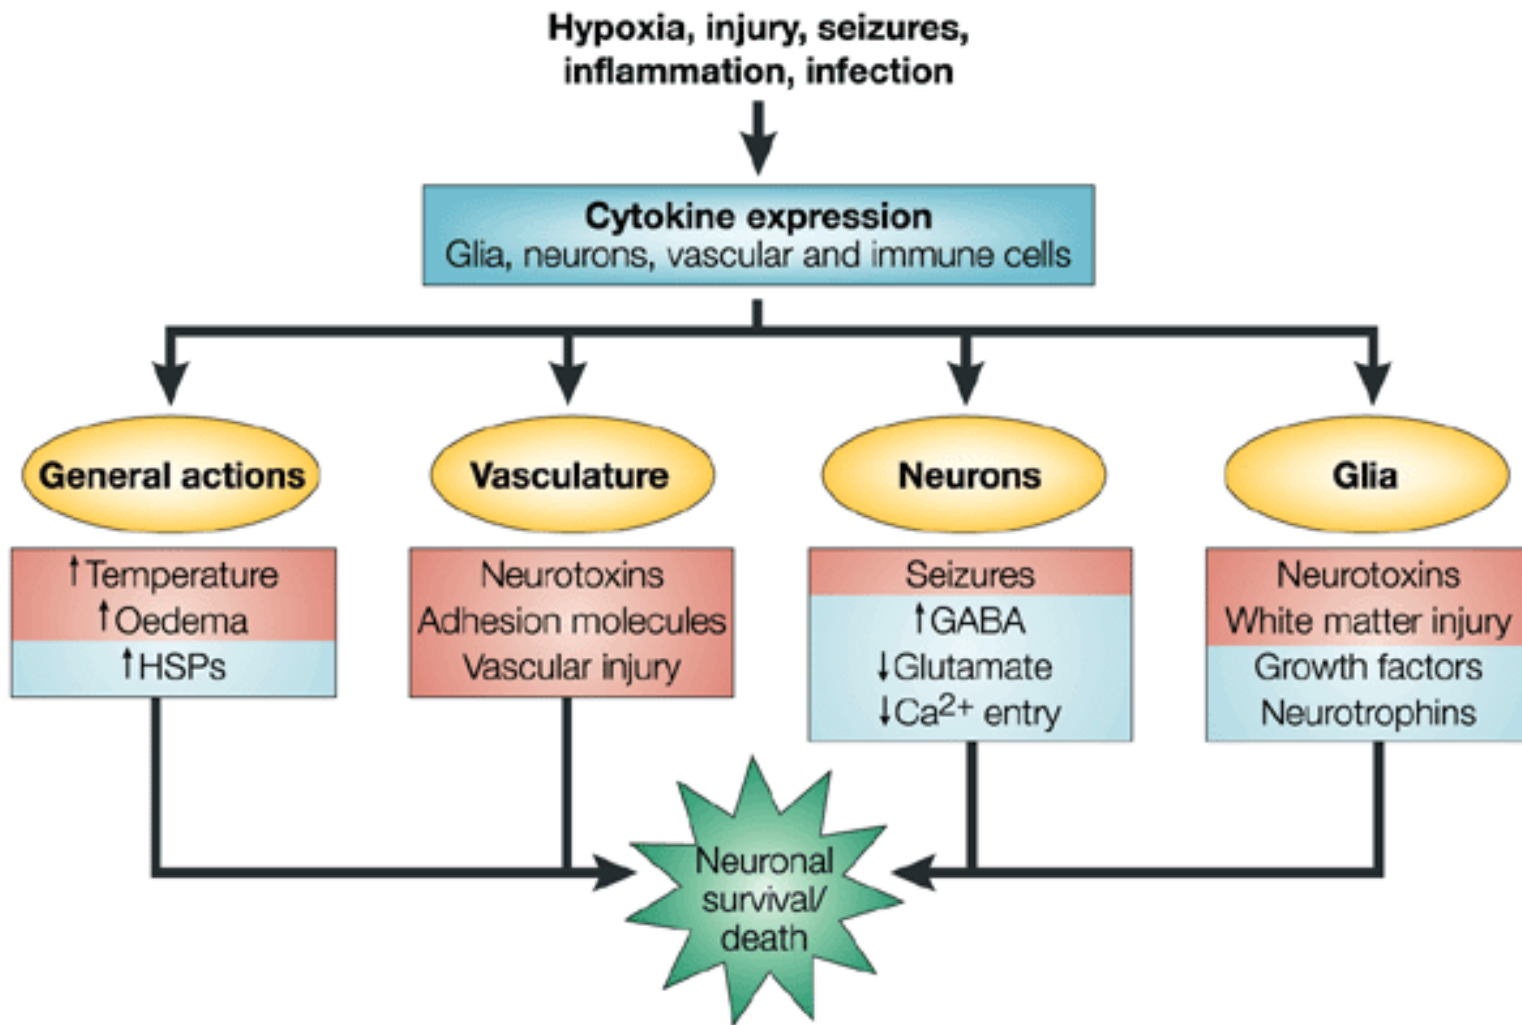 Hypoxia, injury, seizures,
inflammation, infection
Cytokine expression
Glia, neurons, vascular and immune cells
General actions
↑Temperature
↑Oedema
↑HSPs
Vasculature
Neurotoxins
Adhesion molecules
Vascular injury
Neurons
Seizures
↑GABA
↓Glutamate
↓Ca²⁺ entry
Glia
Neurotoxins
White matter injury
Growth factors
Neurotrophins
Neuronal
survival/
death